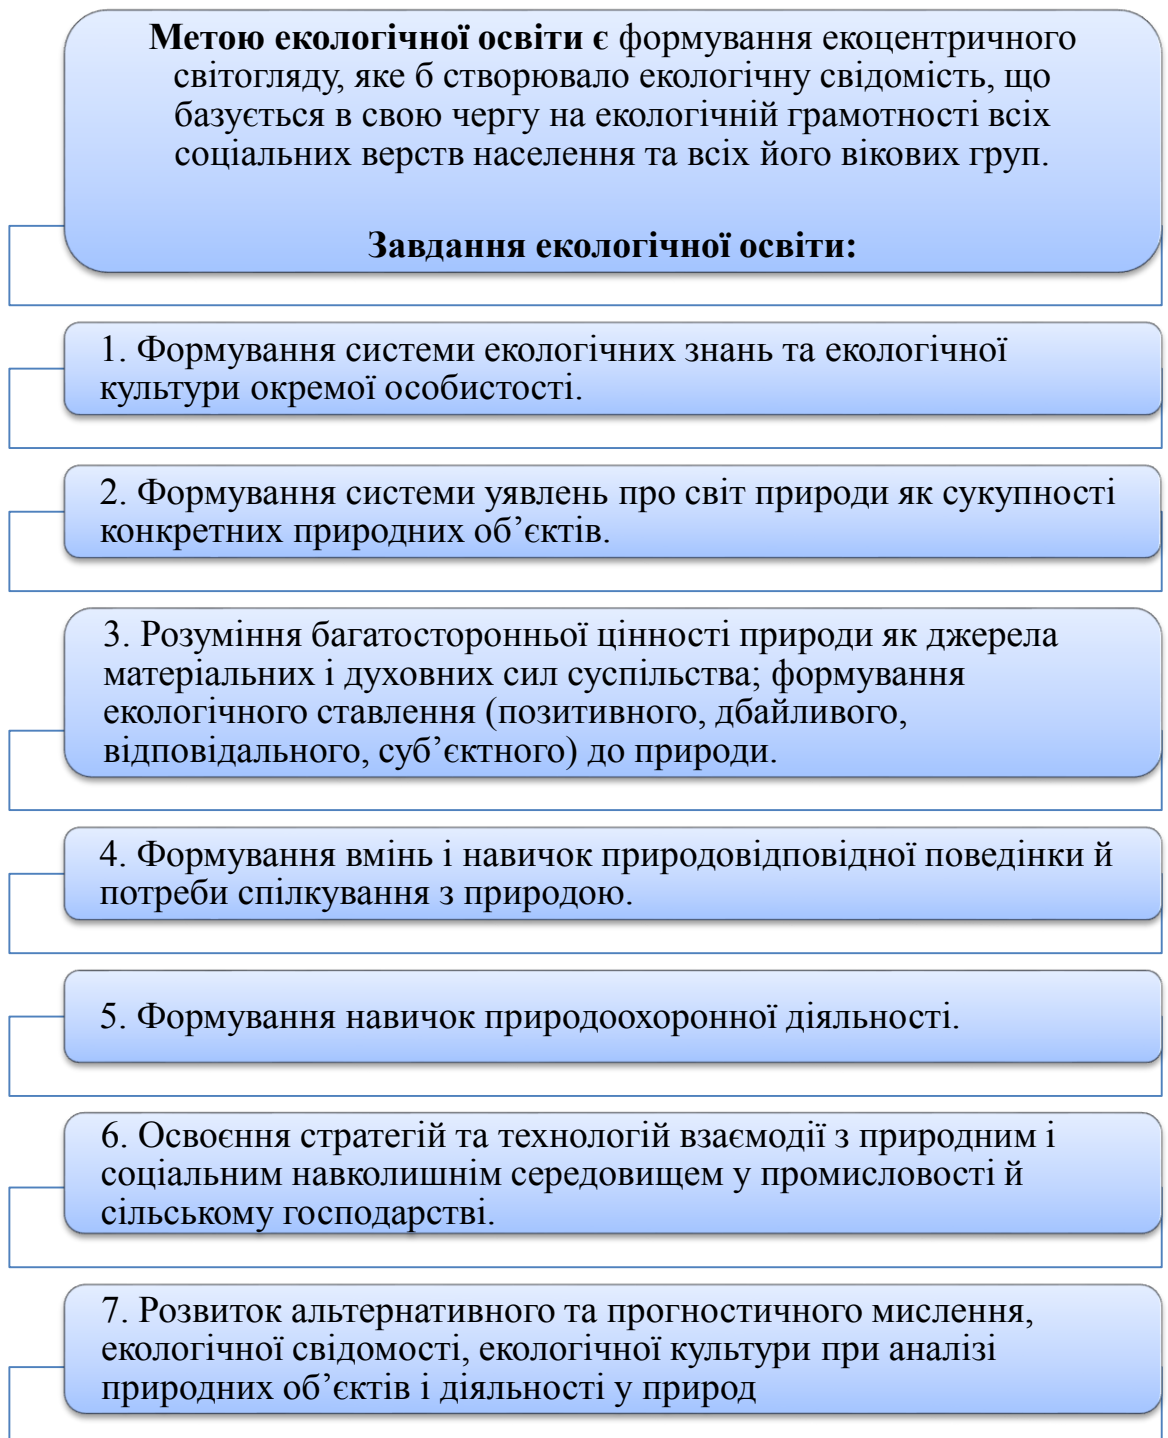 Метою екологічної освіти є формування екоцентричного
світогляду, яке б створювало екологічну свідомість, що
базується в свою чергу на екологічній грамотності всіх
соціальних верств населення та всіх його вікових груп.
Завдання екологічної освіти:
1. Формування системи екологічних знань та екологічної
культури окремої особистості.
2. Формування системи уявлень про світ природи як сукупності
конкретних природних об’єктів.
3. Розуміння багатосторонньої цінності природи як джерела
матеріальних і духовних сил суспільства; формування
екологічного ставлення (позитивного, дбайливого,
відповідального, суб’єктного) до природи.
4. Формування вмінь і навичок природовідповідної поведінки й
потреби спілкування з природою.
5. Формування навичок природоохоронної діяльності.
6. Освоєння стратегій та технологій взаємодії з природним і
соціальним навколишнім середовищем у промисловості й
сільському господарстві.
7. Розвиток альтернативного та прогностичного мислення,
екологічної свідомості, екологічної культури при аналізі
природних об’єктів і діяльності у природ